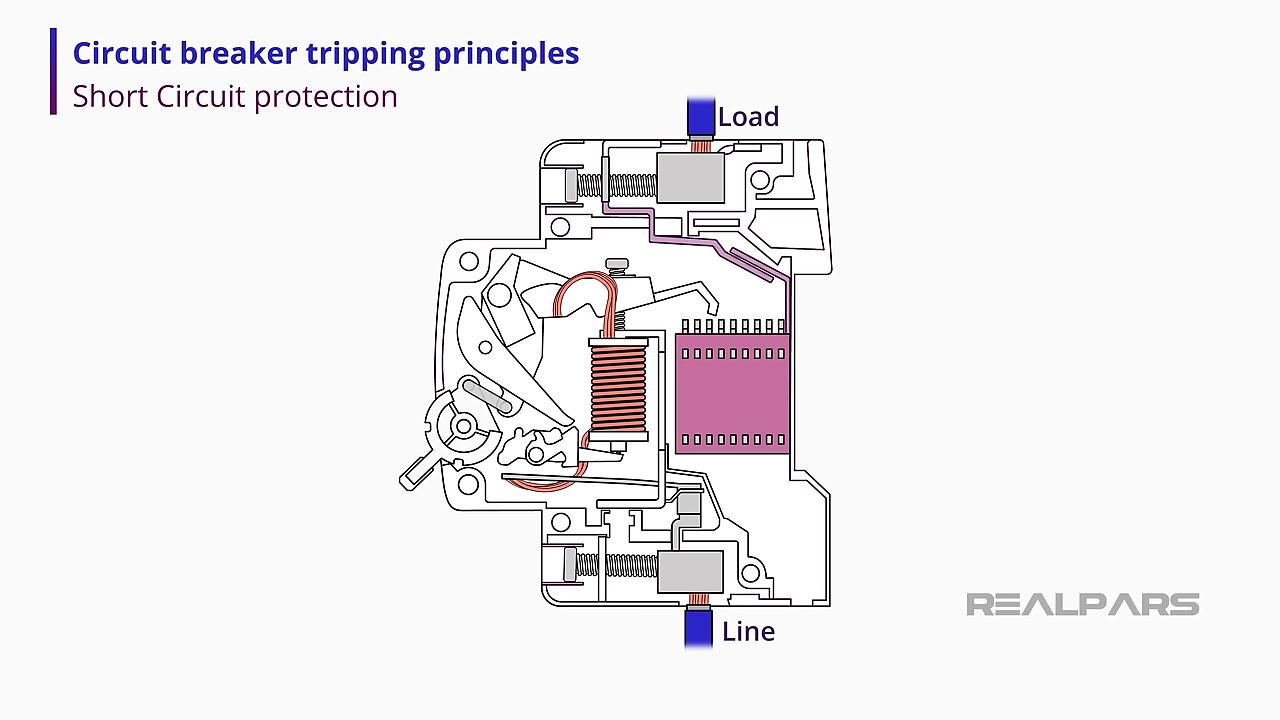 Circuit breaker tripping principles
Short Circuit protection
Load
Line
REALPARS